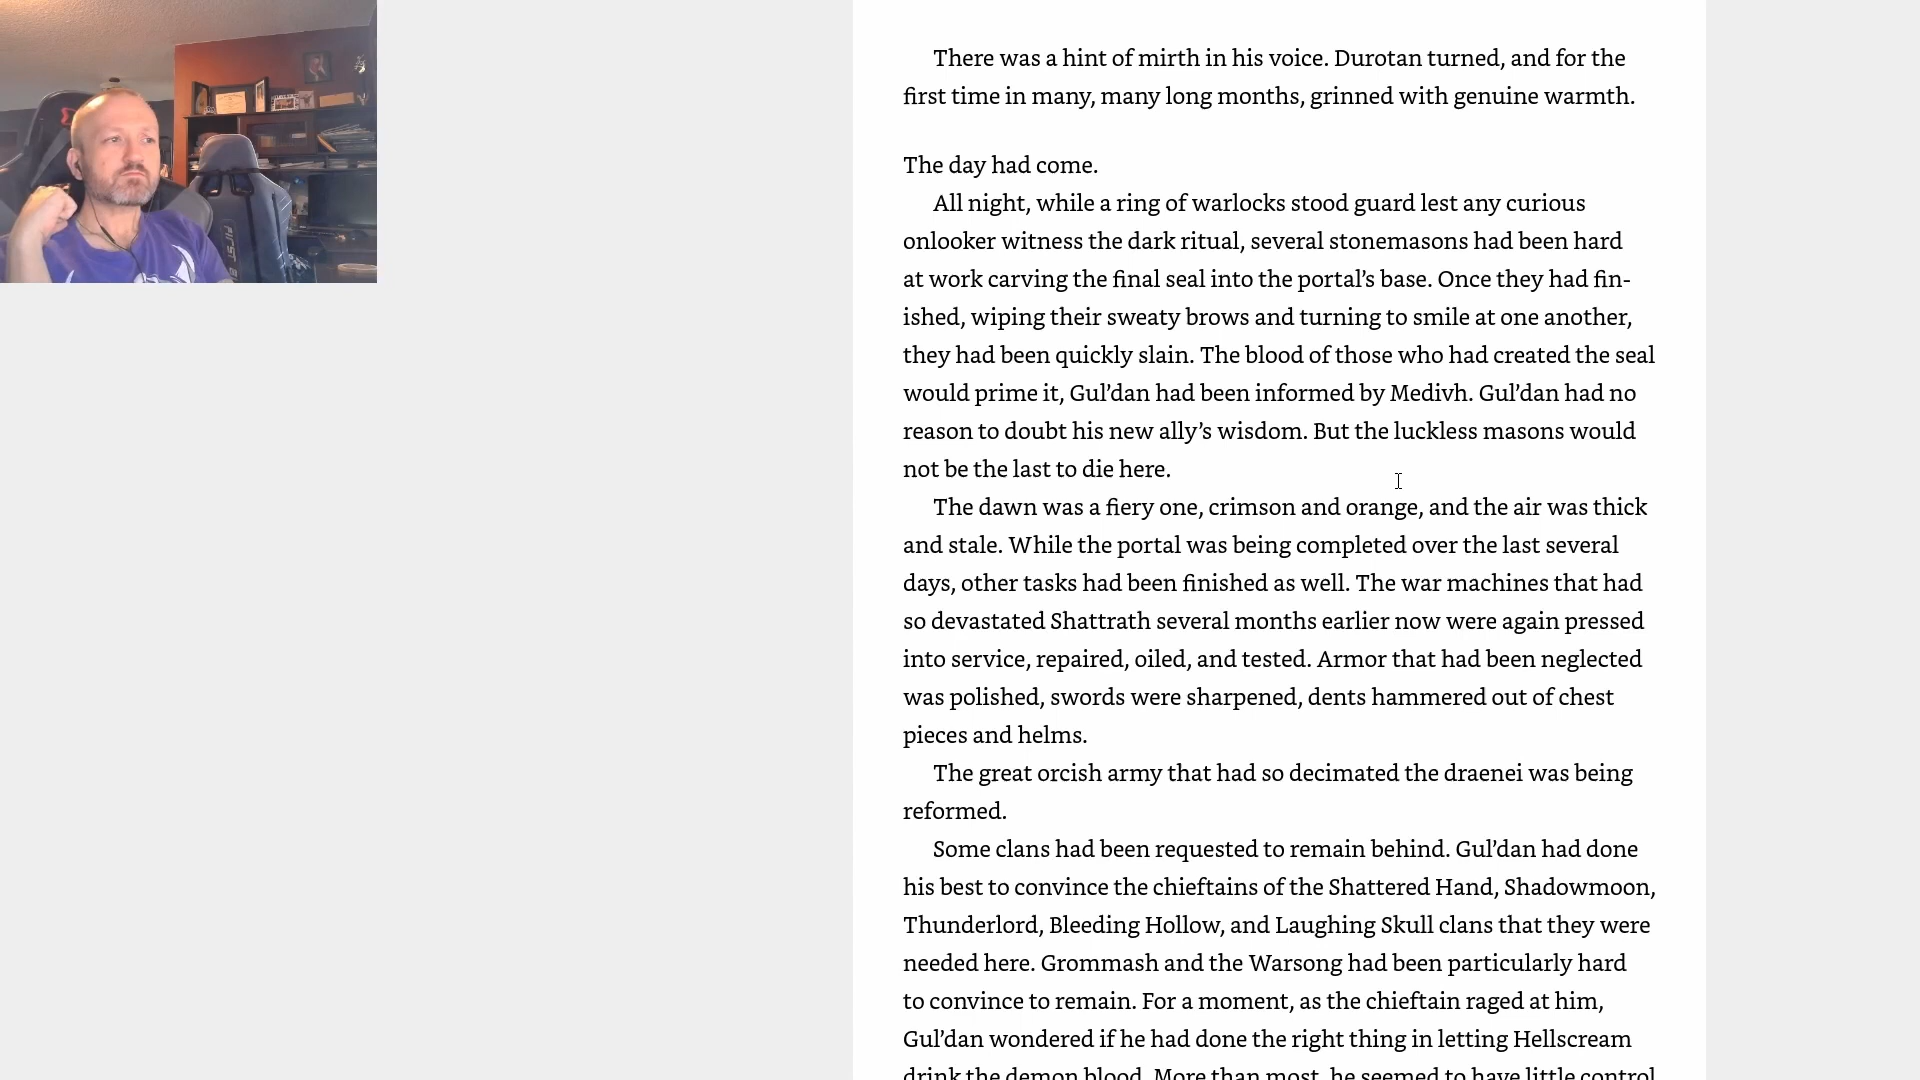 There was a hint of mirth in his voice. Durotan turned, and for the
first time in many, many long months, grinned with genuine warmth.
The day had come.
All night, while a ring of warlocks stood guard lest any curious
onlooker witness the dark ritual, several stonemasons had been hard
at work carving the final seal into the portal’s base. Once they had fin-
ished, wiping their sweaty brows and turning to smile at one another,
they had been quickly slain. The blood of those who had created the seal
would prime it, Gul’dan had been informed by Medivh. Gul’dan had no
reason to doubt his new ally’s wisdom. But the luckless masons would
not be the last to die here.
The dawn was a fiery one, crimson and orange, and the air was thick
and stale. While the portal was being completed over the last several
days, other tasks had been finished as well. The war machines that had
so devastated Shattrath several months earlier now were again pressed
into service, repaired, oiled, and tested. Armor that had been neglected
was polished, swords were sharpened, dents hammered out of chest
pieces and helms.
The great orcish army that had so decimated the draenei was being
reformed.
Some clans had been requested to remain behind. Gul’dan had done
his best to convince the chieftains of the Shattered Hand, Shadowmoon,
Thunderlord, Bleeding Hollow, and Laughing Skull clans that they were
needed here. Grommash and the Warsong had been particularly hard
to convince to remain. For a moment, as the chieftain raged at him,
Gul’dan wondered if he had done the right thing in letting Hellscream
drink the demon blood. More than most, he seemed to have little control